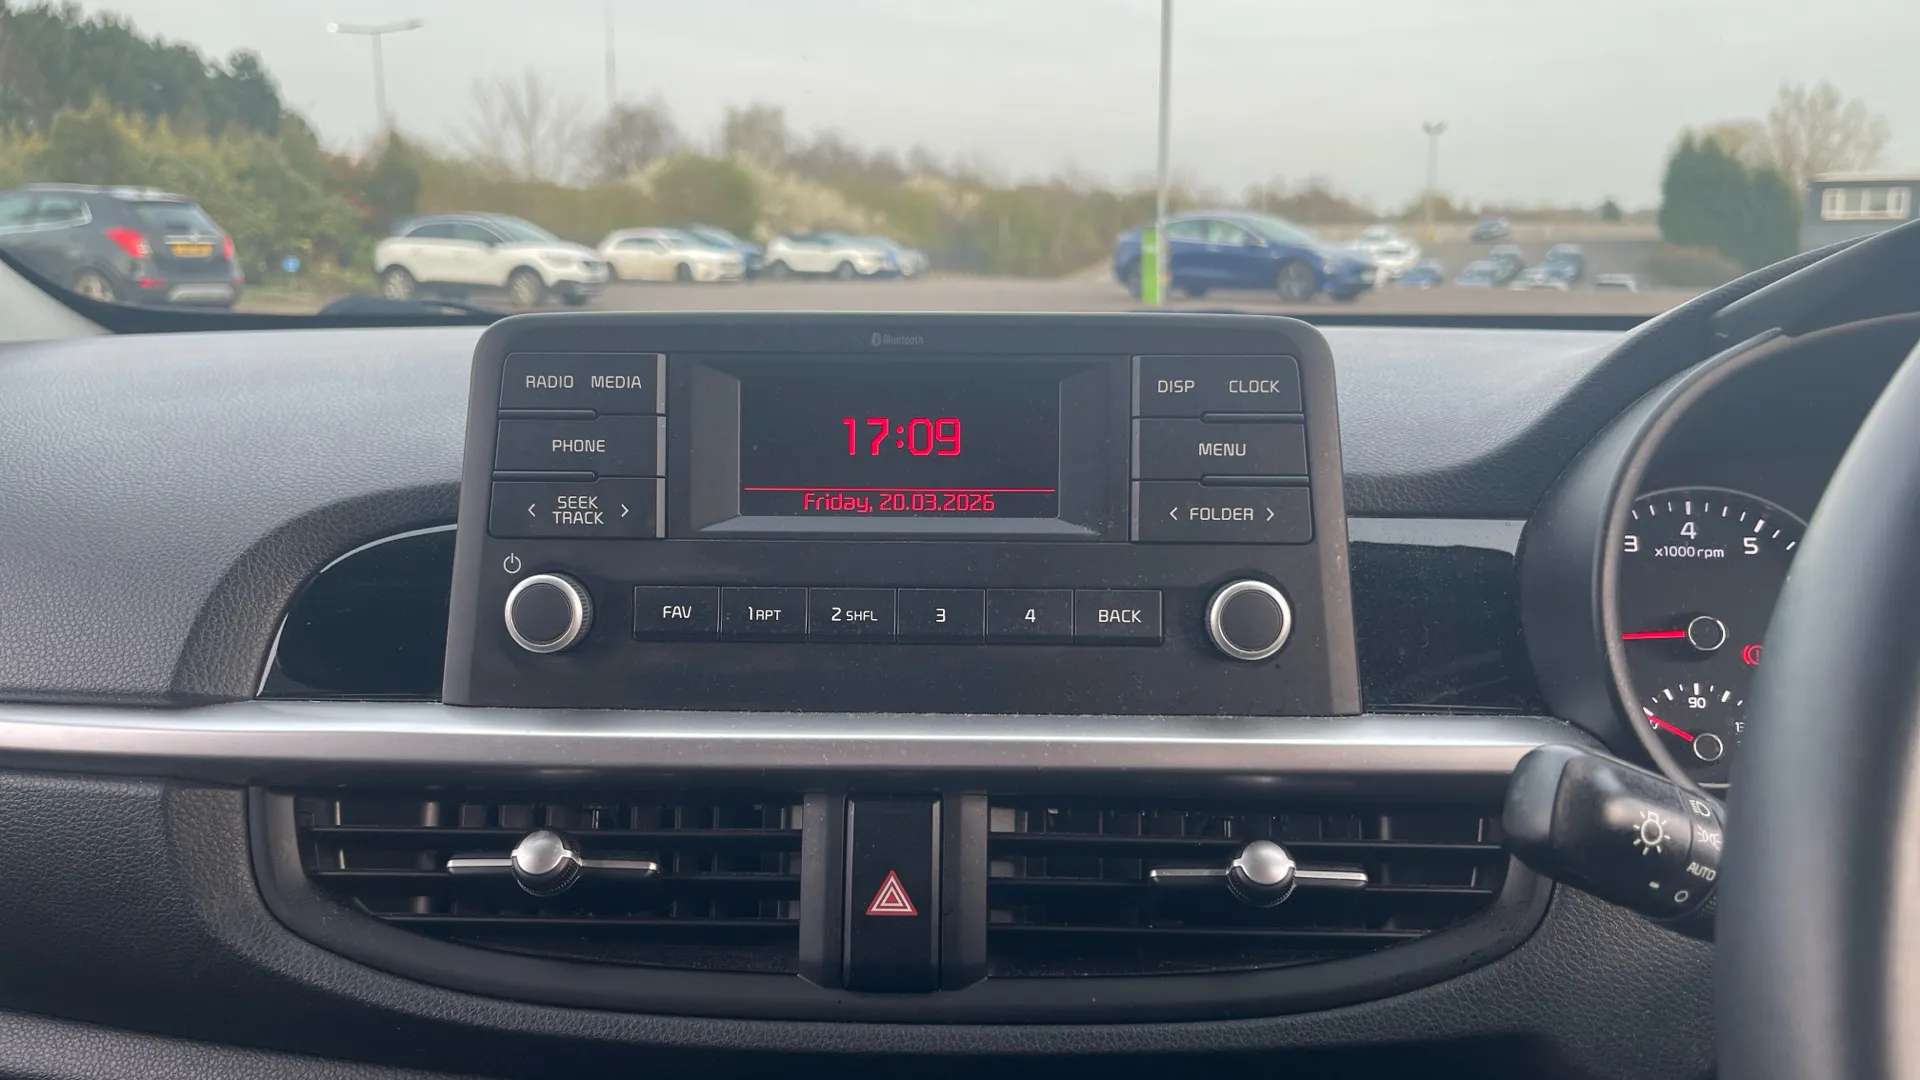 Bluetooth
RADIO MEDIA
DISP CLOCK
17:09
PHONE
MENU
Friday, 20.03.2026
< SEEK >
TRACK
< FOLDER >
FAV
1 RPT
2 SHFL
3
4
BACK
3
4
5
x1000rpm
90
AUTO